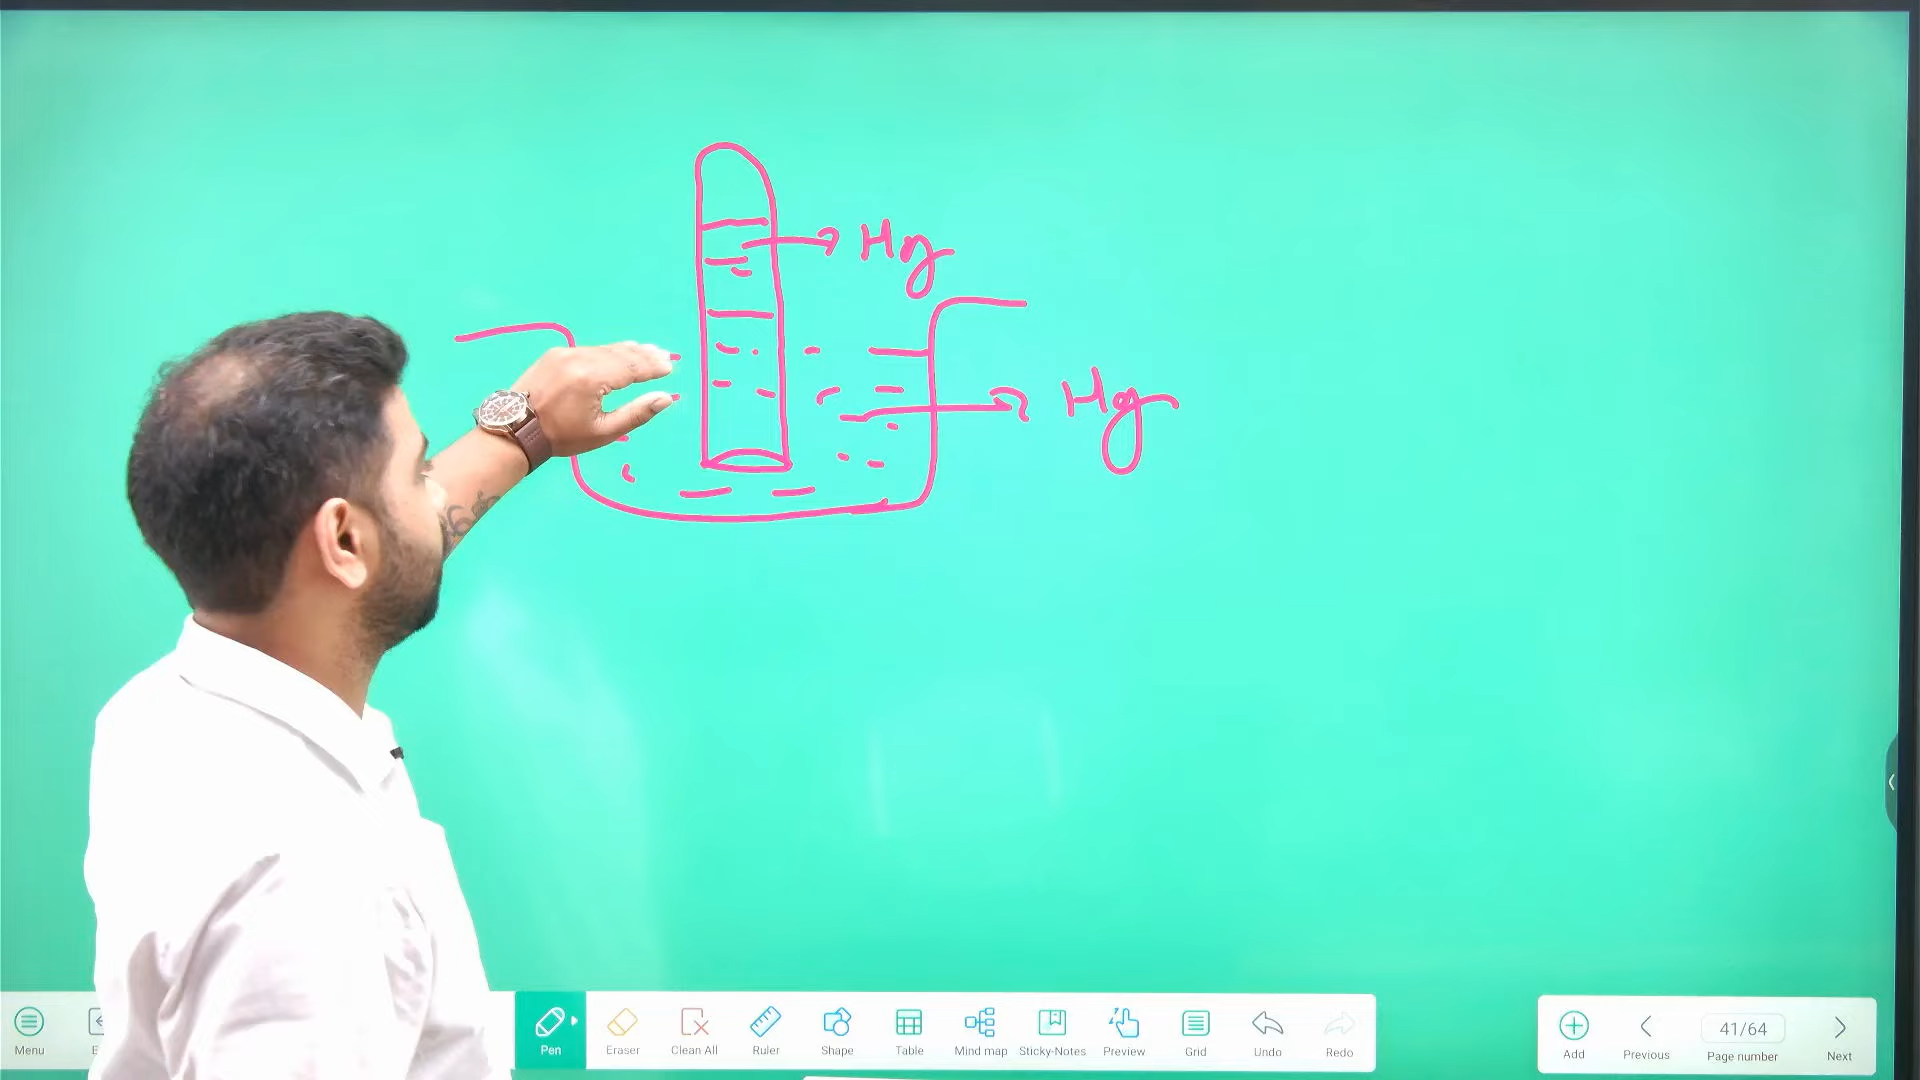 Hg
Hg
Menu
Pen
Eraser
Clean All
Ruler
Shape
Table
Mind map
Sticky-Notes
Preview
Grid
Undo
Redo
Add
Previous
41/64
Page number
Next